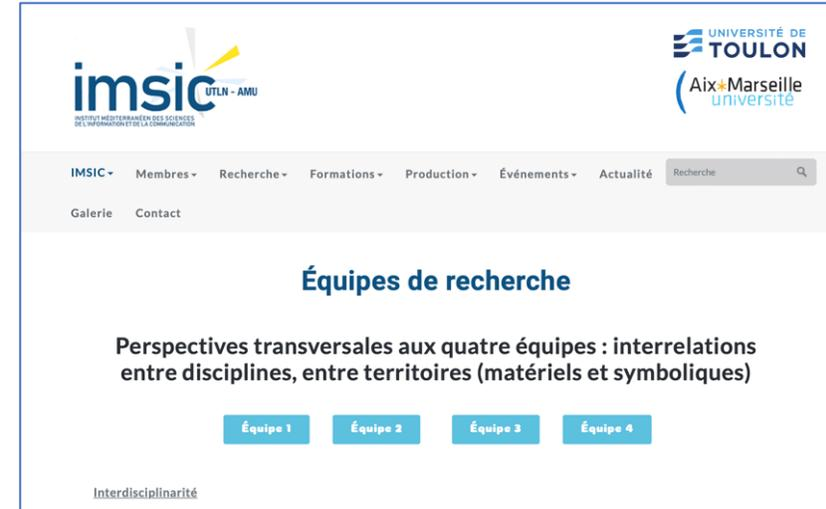 imsic
UTLN - AMU
INSTITUT MÉDITERRANÉEN DES SCIENCES
DE L'INFORMATION ET DE LA COMMUNICATION
UNIVERSITÉ DE
TOULON
Aix*Marseille
université
IMSIC Membres Recherche Formations Production Événements Actualité Recherche
Galerie Contact
Équipes de recherche
Perspectives transversales aux quatre équipes : interrelations
entre disciplines, entre territoires (matériels et symboliques)
Équipe 1 Équipe 2 Équipe 3 Équipe 4
Interdisciplinarité